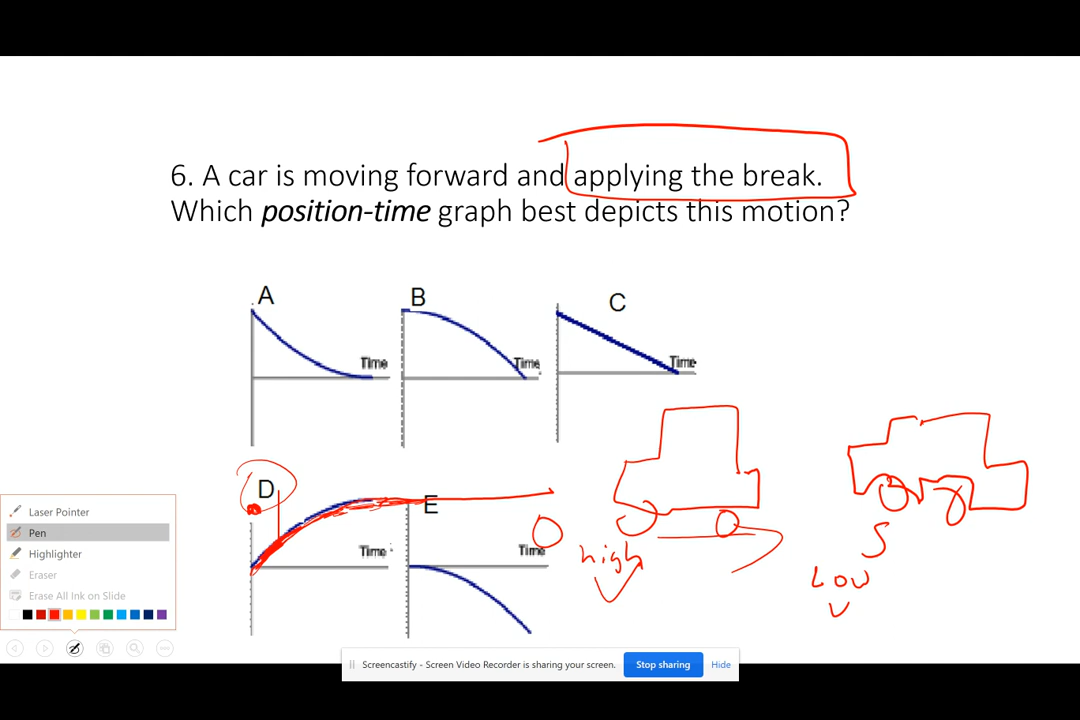 6. A car is moving forward and applying the break.
Which position-time graph best depicts this motion?
A
B
C
Time
Time
Time
D
E
Time
Time
high
Low
Laser Pointer
Pen
Highlighter
Eraser
Erase All Ink on Slide
Screencastify - Screen Video Recorder is sharing your screen.
Stop sharing
Hide